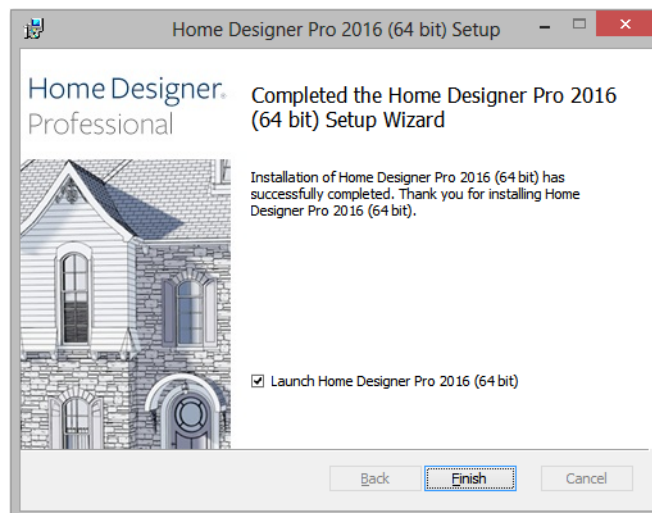 Home Designer Pro 2016 (64 bit) Setup
Home Designer®
Professional
Completed the Home Designer Pro 2016
(64 bit) Setup Wizard
Installation of Home Designer Pro 2016 (64 bit) has
successfully completed. Thank you for installing Home
Designer Pro 2016 (64 bit).
Launch Home Designer Pro 2016 (64 bit)
Back Finish Cancel